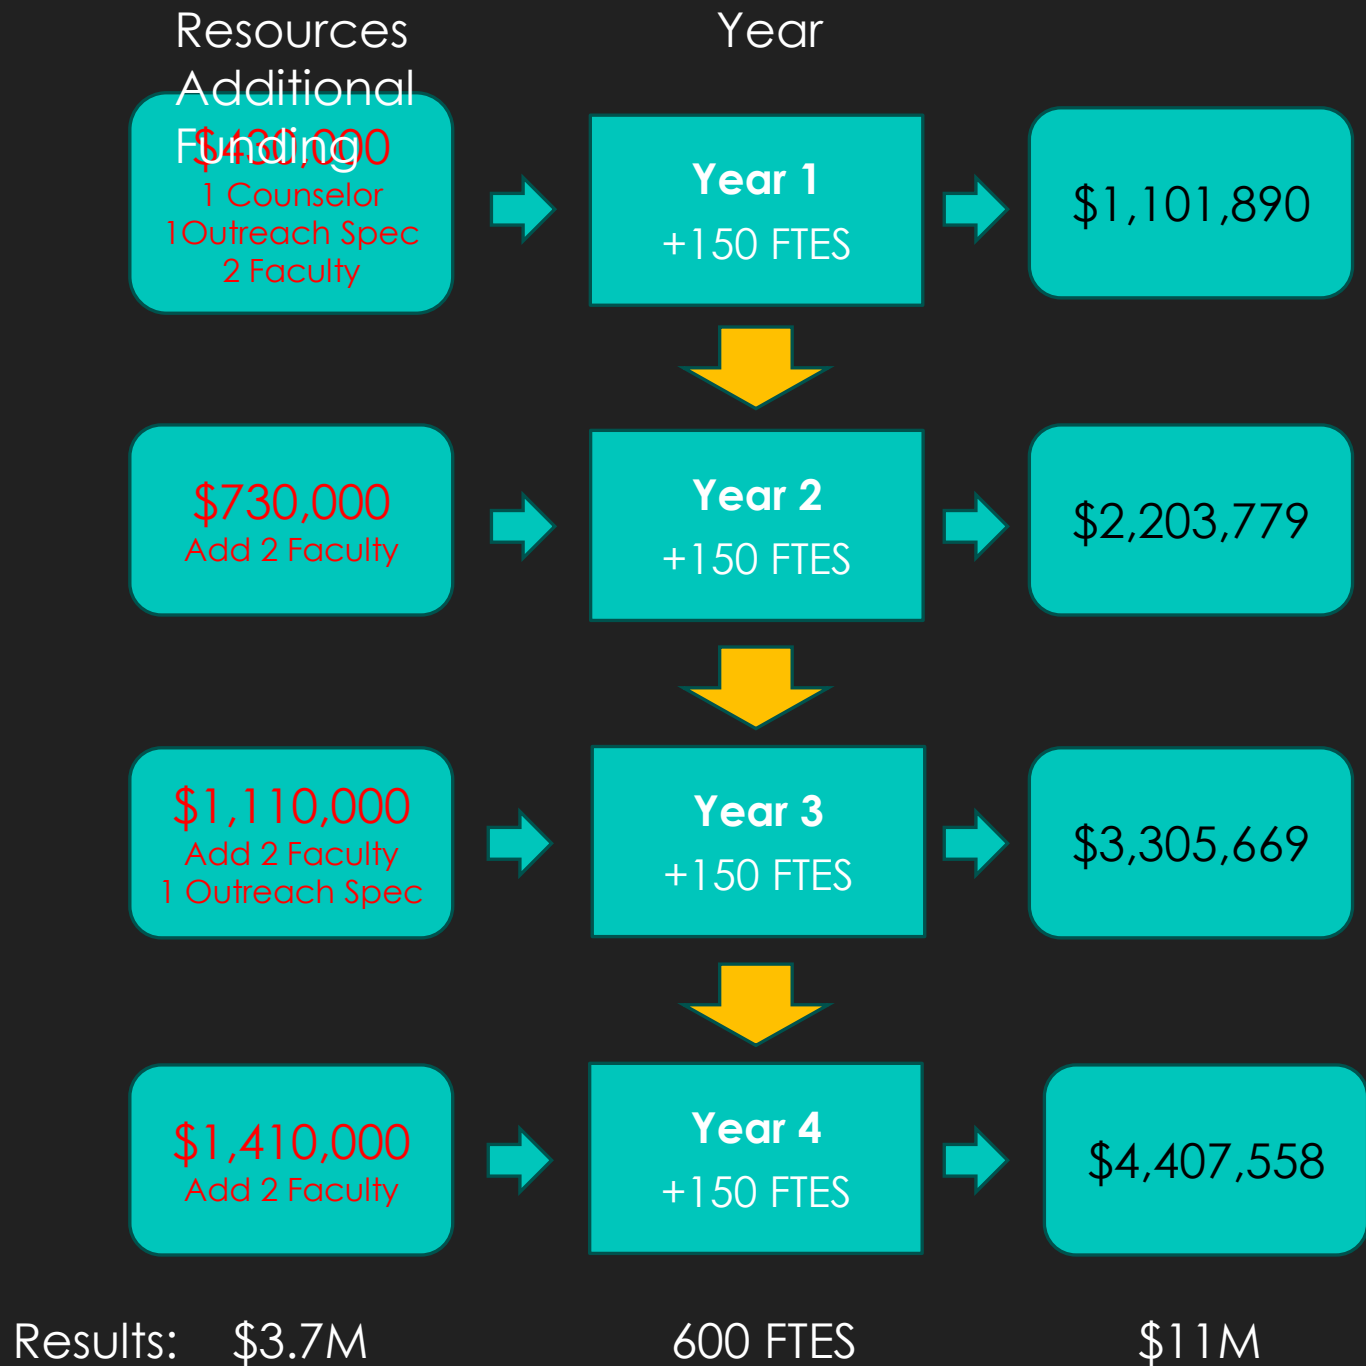 Resources
Additional
Funding
Year
$430,000
1 Counselor
1Outreach Spec
2 Faculty
Year 1
+150 FTES
$1,101,890
$730,000
Add 2 Faculty
Year 2
+150 FTES
$2,203,779
$1,110,000
Add 2 Faculty
1 Outreach Spec
Year 3
+150 FTES
$3,305,669
$1,410,000
Add 2 Faculty
Year 4
+150 FTES
$4,407,558
Results: $3.7M 600 FTES $11M